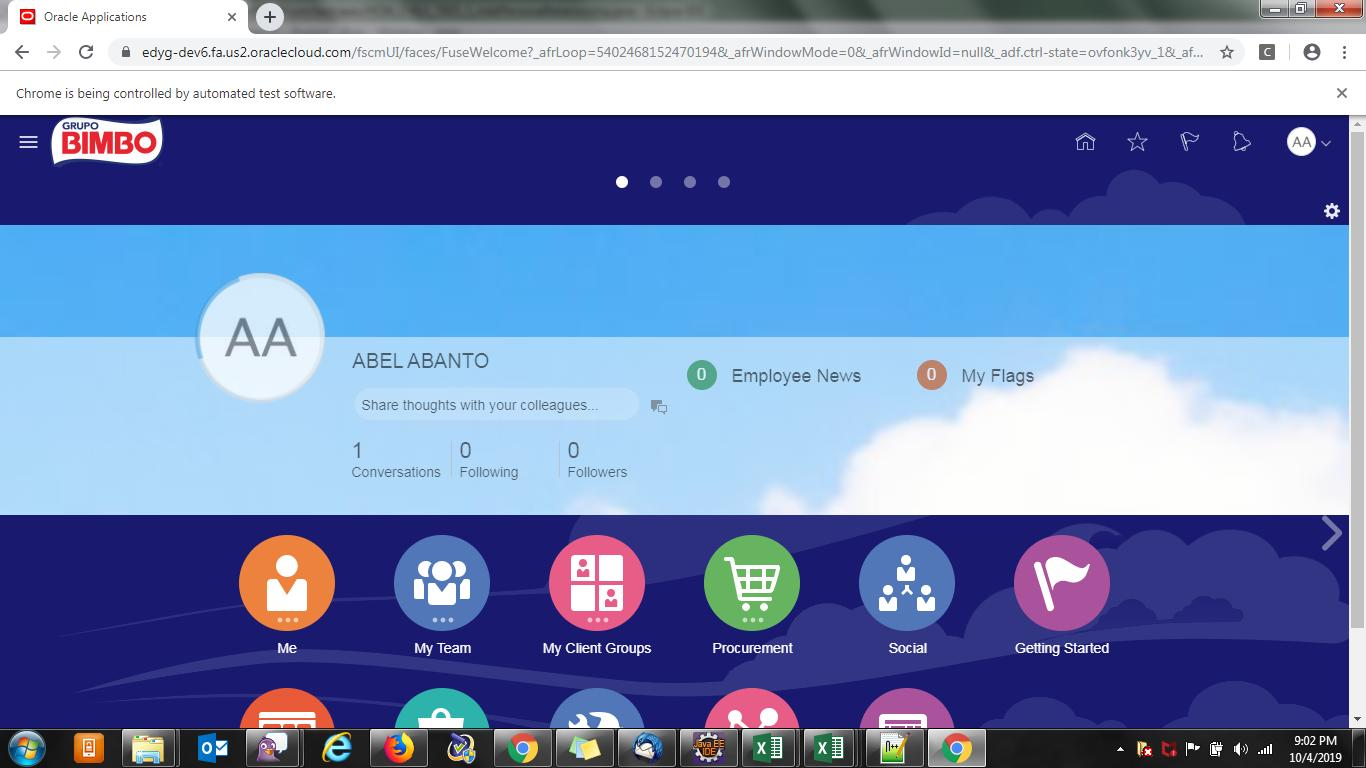 Oracle Applications
edyg-dev6.fa.us2.oraclecloud.com/fscmUI/faces/FuseWelcome?_afrLoop=5402468152470194&_afrWindowMode=0&_afrWindowId=null&_adf.ctrl-state=ovfonk3yv_1&_af...
C
Chrome is being controlled by automated test software.
GRUPO
BIMBO
AA
AA
ABEL ABANTO
Share thoughts with your colleagues...
1
Conversations
0
Following
0
Followers
0
Employee News
0
My Flags
Me
My Team
My Client Groups
Procurement
Social
Getting Started
Java EE
IDE
9:02 PM
10/4/2019